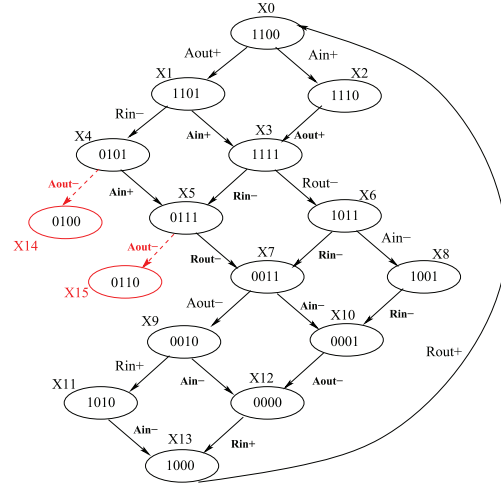 X0
1100
Aout+ Ain+
X1 X2
1101 1110
Rin− Ain+ Aout+
X4 X3
0101 1111
Aout− Ain+ Rin− Rout−
X5 X6
X14 0100 0111 1011
Aout− Rout− Rin− Ain−
X7 X8
X15 0110 0011 1001
Aout− Ain− Rin−
X9 X10
0010 0001
Rout+
Rin+ Ain− Aout−
X11 X12
1010 0000
Ain− Rin+
X13
1000